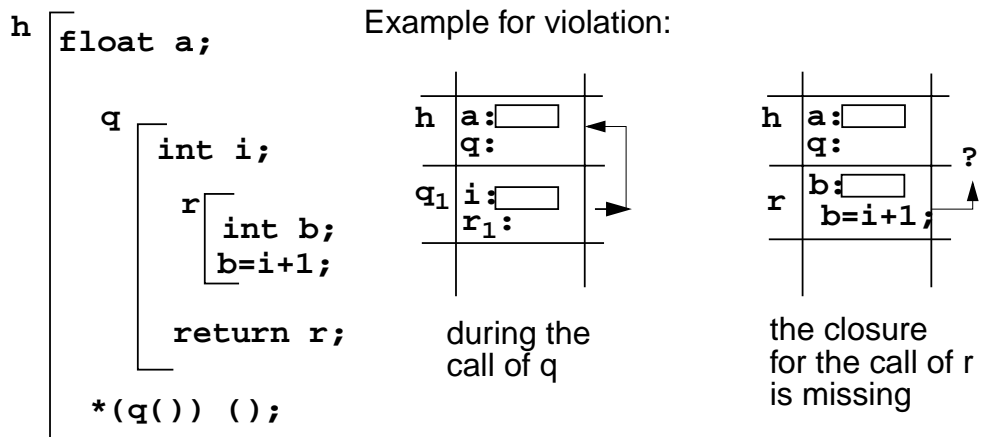 h
float a;
q
int i;
r
int b;
b=i+1;
return r;
*(q()) ();
Example for violation:
h a:
q:
q1 i:
r1:
during the
call of q
h a:
q:
r b:
b=i+1;
?
the closure
for the call of r
is missing